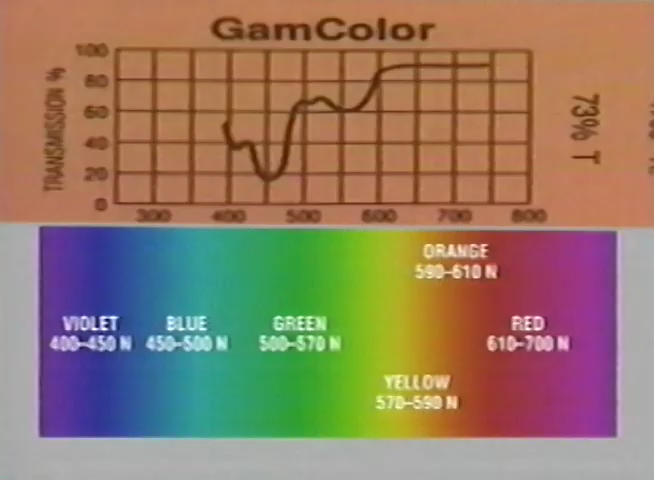 GamColor
100
80
60
40
20
0
TRANSMISSION %
300 400 500 600 700 800
73% T
ORANGE
590-610 N
VIOLET
400-450 N
BLUE
450-500 N
GREEN
500-570 N
RED
610-700 N
YELLOW
570-590 N